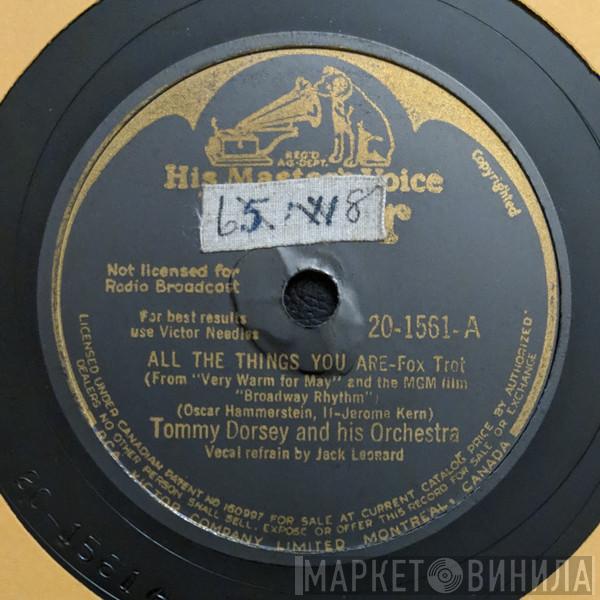 REG'D
AG-DEPT.
His Master's Voice
Copyrighted
65.
Not licensed for
Radio Broadcast
For best results
use Victor Needles
20-1561-A
ALL THE THINGS YOU ARE-Fox Trot
(From "Very Warm for May" and the MGM film
"Broadway Rhythm")
(Oscar Hammerstein, II-Jerome Kern)
Tommy Dorsey and his Orchestra
Vocal refrain by Jack Leonard
LICENSED UNDER CANADIAN PATENT NO 160997 FOR SALE AT CURRENT CATALOG PRICE BY AUTHORIZED
DEALERS NO OTHER PERSON SHALL SELL, EXPOSE OR OFFER THIS RECORD FOR SALE OR EXCHANGE
R.C.A. VICTOR COMPANY LIMITED MONTREAL, CANADA
МАРКЕТ ВИНИЛА